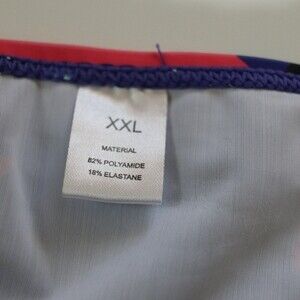 XXL
MATERIAL
82% POLYAMIDE
18% ELASTANE